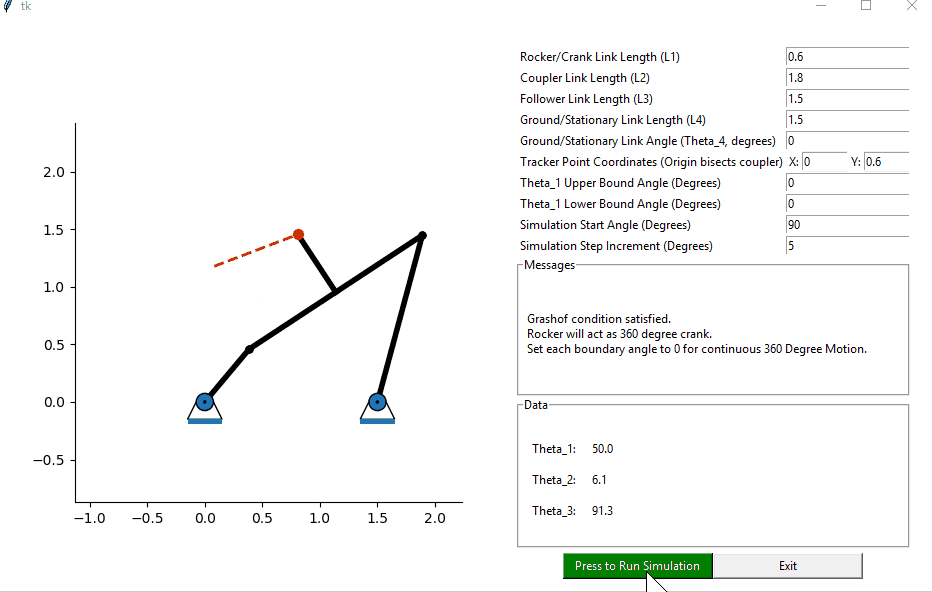 tk
Rocker/Crank Link Length (L1) 0.6
Coupler Link Length (L2) 1.8
Follower Link Length (L3) 1.5
Ground/Stationary Link Length (L4) 1.5
Ground/Stationary Link Angle (Theta_4, degrees) 0
Tracker Point Coordinates (Origin bisects coupler) X: 0 Y: 0.6
Theta_1 Upper Bound Angle (Degrees) 0
Theta_1 Lower Bound Angle (Degrees) 0
Simulation Start Angle (Degrees) 90
Simulation Step Increment (Degrees) 5
Messages
Grashof condition satisfied.
Rocker will act as 360 degree crank.
Set each boundary angle to 0 for continuous 360 Degree Motion.
Data
Theta_1: 50.0
Theta_2: 6.1
Theta_3: 91.3
Press to Run Simulation Exit
2.0
1.5
1.0
0.5
0.0
−0.5
−1.0 −0.5 0.0 0.5 1.0 1.5 2.0